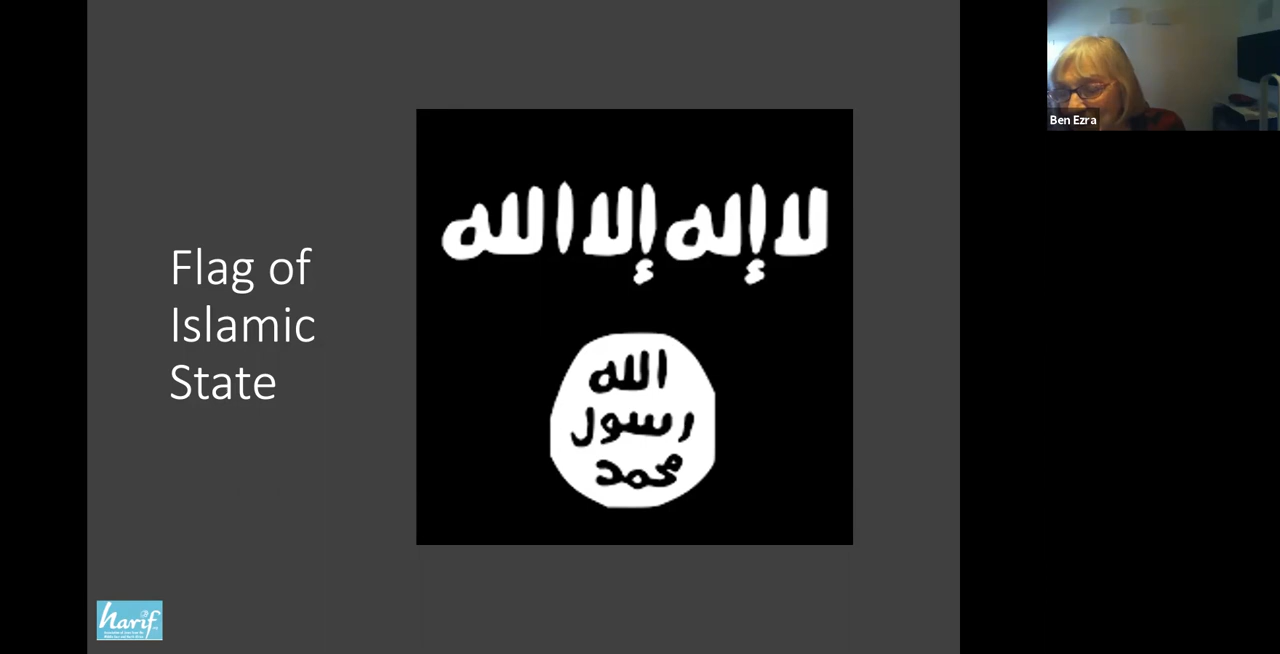 Flag of
Islamic
State
لا إله إلا الله
الله
رسول
محمد
Ben Ezra
harif